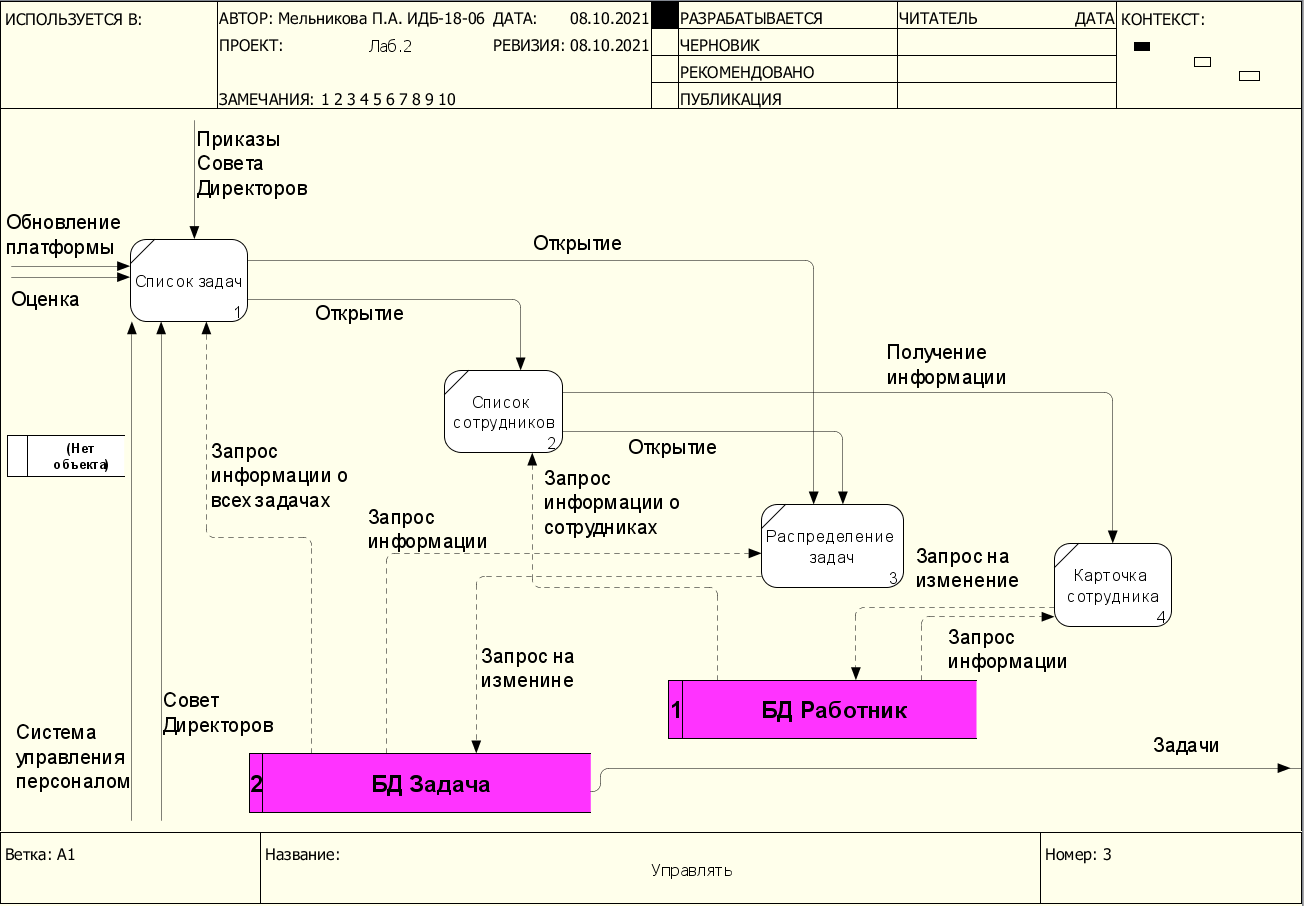 ИСПОЛЬЗУЕТСЯ В:
АВТОР: Мельникова П.А. ИДБ-18-06 ДАТА: 08.10.2021
ПРОЕКТ: Лаб.2 РЕВИЗИЯ: 08.10.2021
ЗАМЕЧАНИЯ: 1 2 3 4 5 6 7 8 9 10
РАЗРАБАТЫВАЕТСЯ
ЧЕРНОВИК
РЕКОМЕНДОВАНО
ПУБЛИКАЦИЯ
ЧИТАТЕЛЬ ДАТА
КОНТЕКСТ:
Приказы
Совета
Директоров
Обновление
платформы
Оценка
Список задач
1
Открытие
Открытие
Список
сотрудников
2
Получение
информации
Открытие
(Нет
объекта)
Запрос
информации о
всех задачах
Запрос
информации
Запрос
информации о
сотрудниках
Распределение
задач
3
Запрос на
изменение
Карточка
сотрудника
4
Запрос
информации
Запрос на
изменине
1 БД Работник
Совет
Директоров
Система
управления
персоналом
2 БД Задача
Задачи
Ветка: A1
Название:
Управлять
Номер: 3